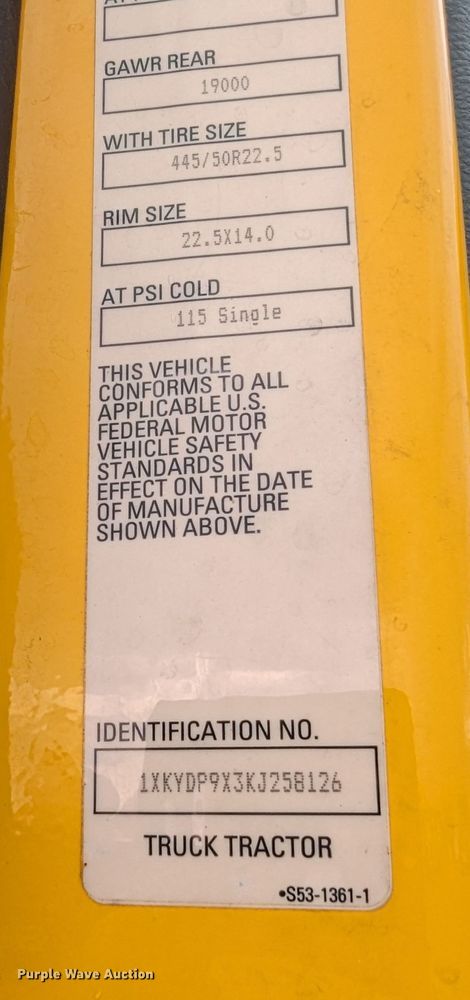 GAWR REAR
19000
WITH TIRE SIZE
445/50R22.5
RIM SIZE
22.5X14.0
AT PSI COLD
115 Single
THIS VEHICLE
CONFORMS TO ALL
APPLICABLE U.S.
FEDERAL MOTOR
VEHICLE SAFETY
STANDARDS IN
EFFECT ON THE DATE
OF MANUFACTURE
SHOWN ABOVE.
IDENTIFICATION NO.
1XKYDP9X3KJ258126
TRUCK TRACTOR
•S53-1361-1
Purple Wave Auction